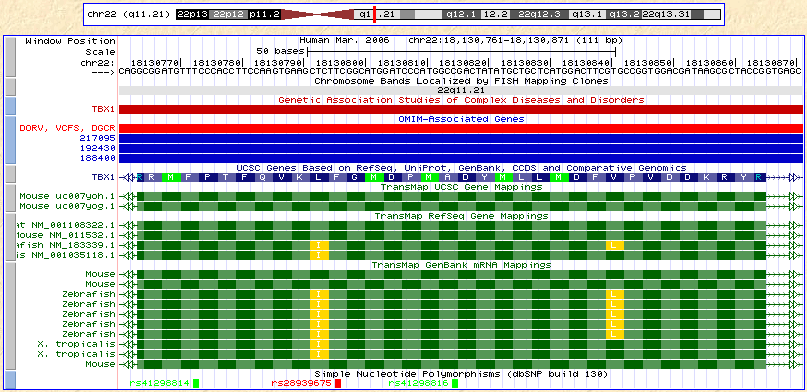 chr22 (q11.21) 22p13 22p12 p11.2 q11.21 q12.1 12.2 22q12.3 q13.1 q13.2 22q13.31
Window Position Human Mar. 2006 chr22:18,130,761-18,130,871 (111 bp)
Scale 50 bases
chr22: 18130770 18130780 18130790 18130800 18130810 18130820 18130830 18130840 18130850 18130860 18130870
---> CAGGCGGATGTTTCCCACCTTCCAAGTGAAGCTCTTCGGCATGGATCCCATGGCCGACTATATGCTGCTCATGGACTTCGTGCCGGTGGACGATAAGCGCTACCGGTAGC
Chromosome Bands Localized by FISH Mapping Clones
22q11.21
Genetic Association Studies of Complex Diseases and Disorders
TBX1
OMIM-Associated Genes
DORV, VCFS, DGCR
217095
192430
188400
UCSC Genes Based on RefSeq, UniProt, GenBank, CCDS and Comparative Genomics
TBX1 R R M F P T F Q V K L F G M D P M A D Y M L L M D F V P V D D K R Y R
TransMap UCSC Gene Mappings
Mouse uc007yoh.1
Mouse uc007yog.1
TransMap RefSeq Gene Mappings
at NM_001108322.1
Mouse NM_011532.1
afish NM_183339.1 I L
is NM_001035118.1 I
TransMap GenBank mRNA Mappings
Mouse
Mouse
Zebrafish I L
Zebrafish I L
Zebrafish I L
Zebrafish I L
Zebrafish I L
X. tropicalis I
X. tropicalis I
Mouse
Simple Nucleotide Polymorphisms (dbSNP build 130)
rs41298814 rs28939675 rs41298816